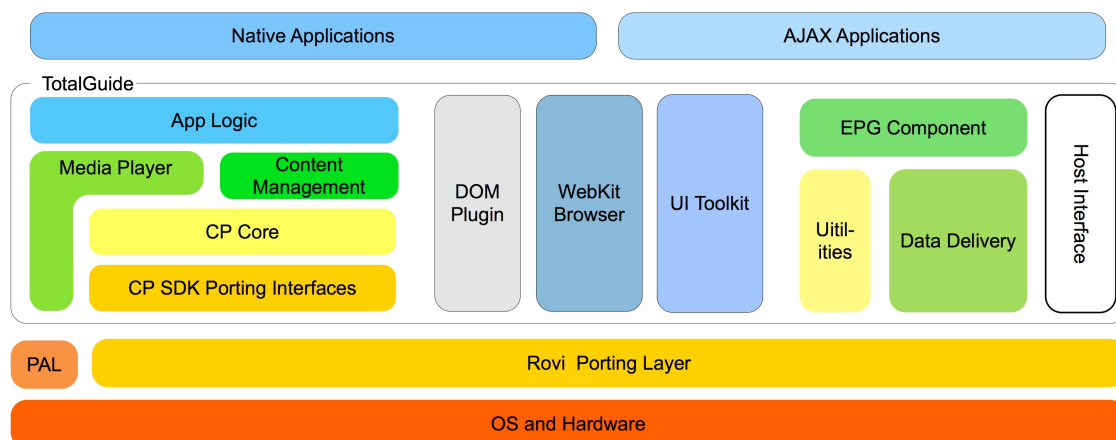 Native Applications
AJAX Applications
TotalGuide
App Logic
Media Player
Content
Management
CP Core
CP SDK Porting Interfaces
DOM
Plugin
WebKit
Browser
UI Toolkit
EPG Component
Uitil-
ities
Data Delivery
Host Interface
PAL
Rovi  Porting Layer
OS and Hardware